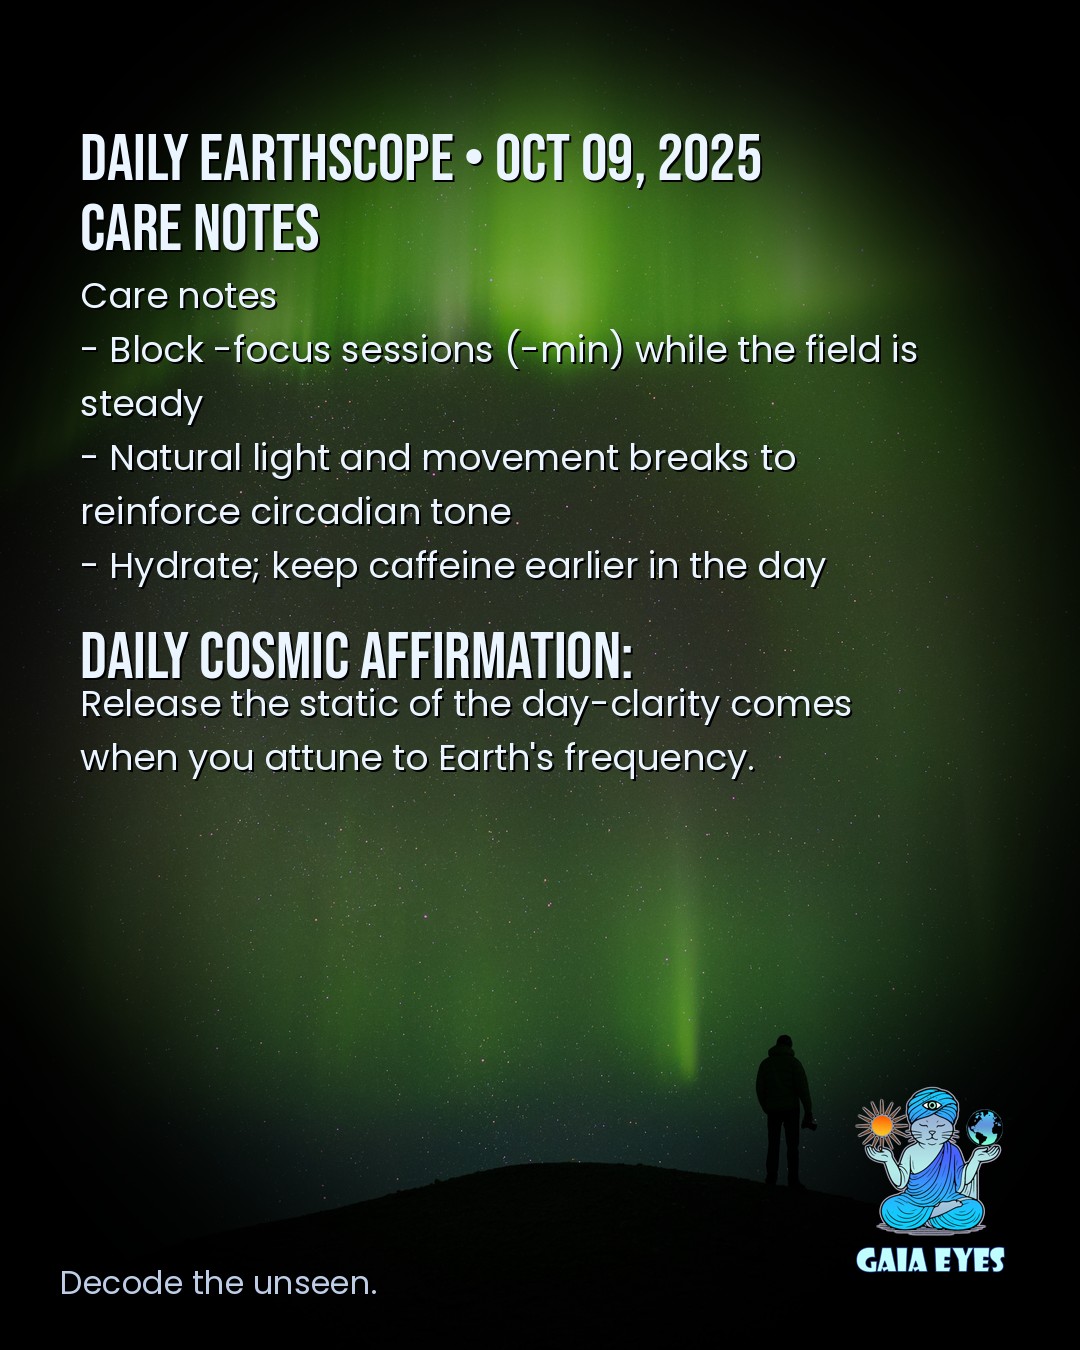 DAILY EARTHSCOPE • OCT 09, 2025
CARE NOTES
Care notes
- Block -focus sessions (-min) while the field is
steady
- Natural light and movement breaks to
reinforce circadian tone
- Hydrate; keep caffeine earlier in the day
DAILY COSMIC AFFIRMATION:
Release the static of the day-clarity comes
when you attune to Earth's frequency.
GAIA EYES
Decode the unseen.